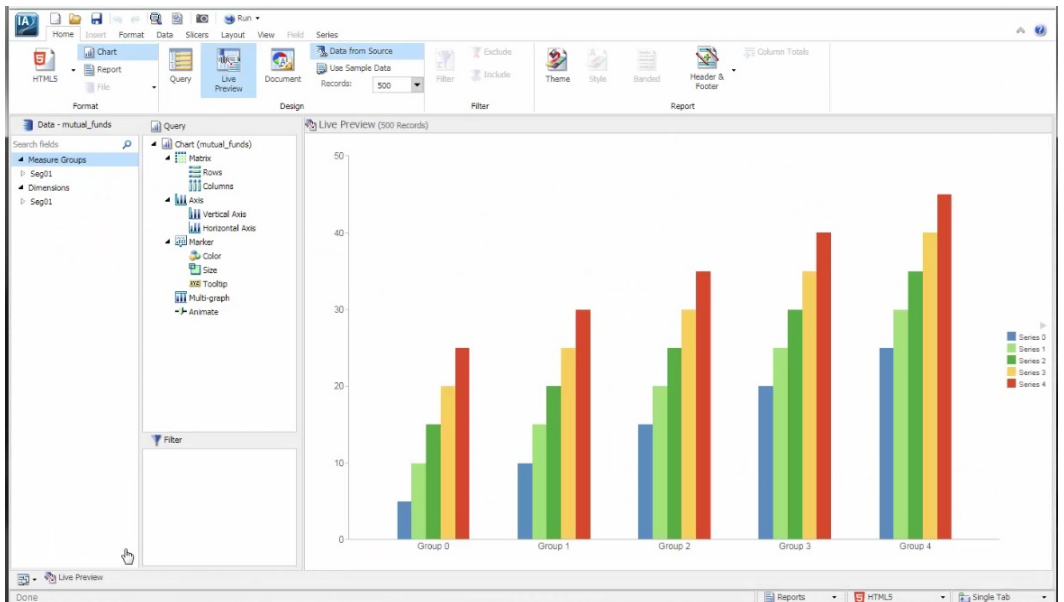 IA
Run
Home Insert Format Data Slicers Layout View Field Series
HTML5
Chart
Report
File
Format
Query
Live Preview
Document
Data from Source
Use Sample Data
Records: 500
Design
Filter
Exclude
Include
Filter
Theme
Style
Banded
Header & Footer
Column Totals
Report
Data - mutual_funds
Search fields
Measure Groups
Seg01
Dimensions
Seg01
Query
Chart (mutual_funds)
Matrix
Rows
Columns
Axis
Vertical Axis
Horizontal Axis
Marker
Color
Size
XYZ Tooltip
Multi-graph
Animate
Filter
Live Preview (500 Records)
50
40
30
20
10
0
Group 0 Group 1 Group 2 Group 3 Group 4
Series 0
Series 1
Series 2
Series 3
Series 4
Live Preview
Done
Reports
5 HTML5
Single Tab